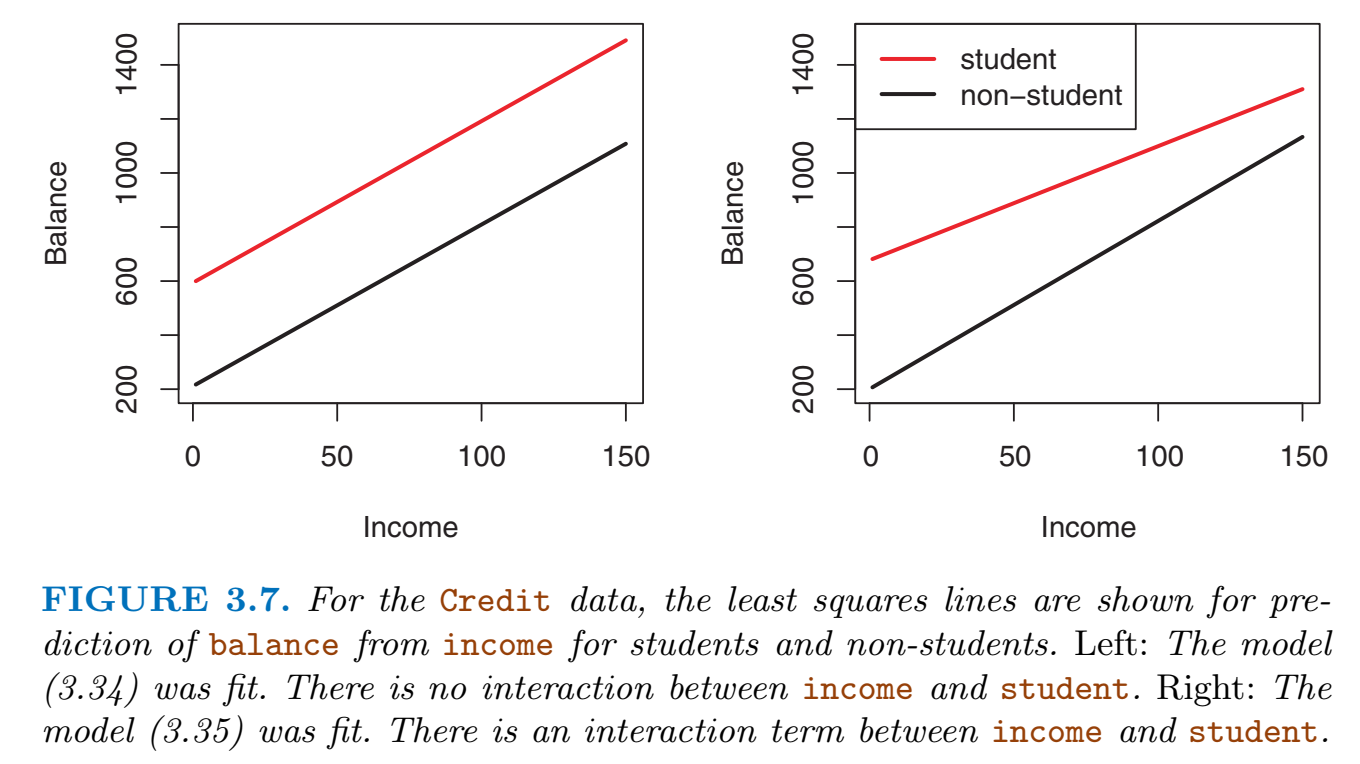 1400
1000
600
200
Balance
0 50 100 150
Income
student
non−student
1400
1000
600
200
Balance
0 50 100 150
Income
FIGURE 3.7. For the Credit data, the least squares lines are shown for pre-
diction of balance from income for students and non-students. Left: The model
(3.34) was fit. There is no interaction between income and student. Right: The
model (3.35) was fit. There is an interaction term between income and student.